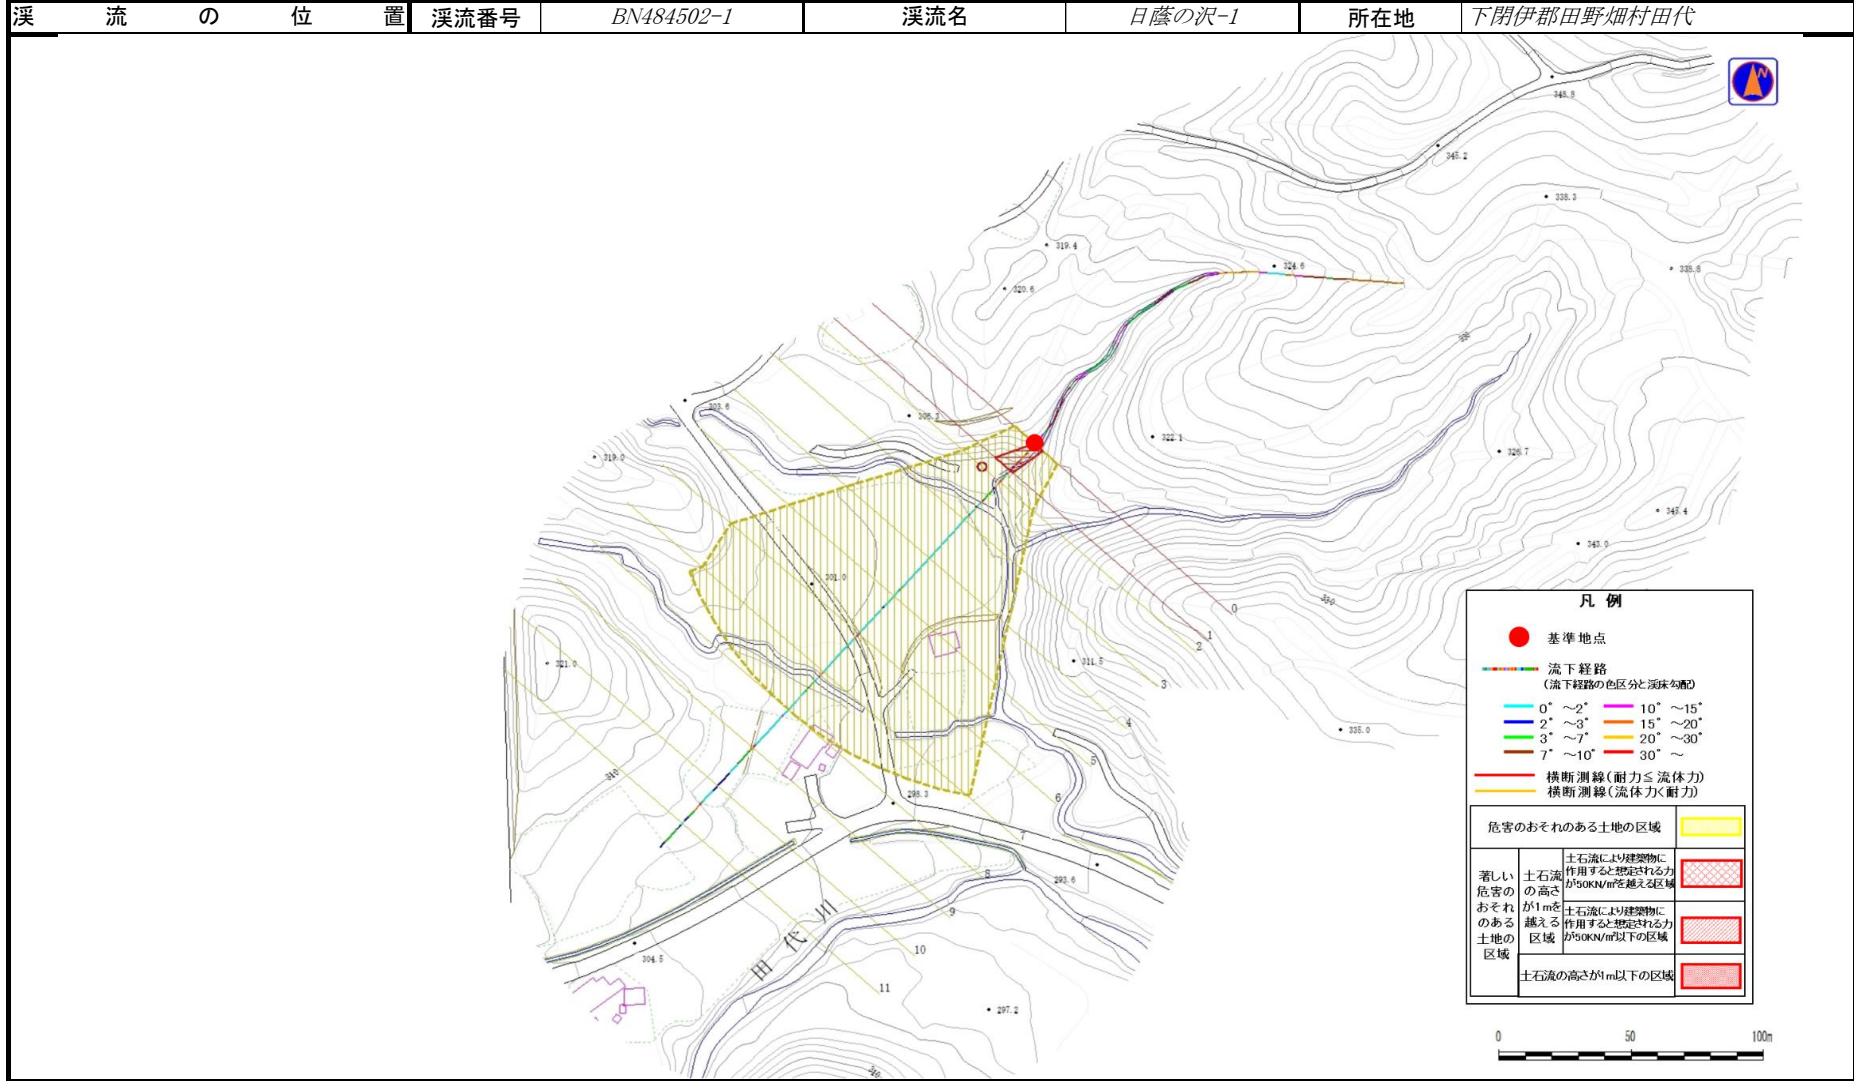 渓流の位置 渓流番号 BN484502-1 渓流名 日蔭の沢-1 所在地 下閉伊郡田野畑村田代
N
348.8
345.2
338.3
319.4
324.6
338.8
320.6
303.6
305.2
322.1
326.7
319.0
345.4
343.0
301.0
0
1
2
311.5
321.0
3
4
335.0
5
310
298.3
6
7
293.6
8
9
田代川
304.5
10
11
297.2
凡例
基準地点
流下経路
(流下経路の色区分と渓床勾配)
0°～2° 10°～15°
2°～3° 15°～20°
3°～7° 20°～30°
7°～10° 30°～
横断測線(耐力≦流体力)
横断測線(流体力<耐力)
危害のおそれのある土地の区域
著しい
危害の
おそれ
のある
土地の
区域
土石流
の高さ
が1mを
越える
区域
土石流により建築物に
作用すると想定される力
が50KN/㎡を越える区域
土石流により建築物に
作用すると想定される力
が50KN/㎡以下の区域
土石流の高さが1m以下の区域
0 50 100m